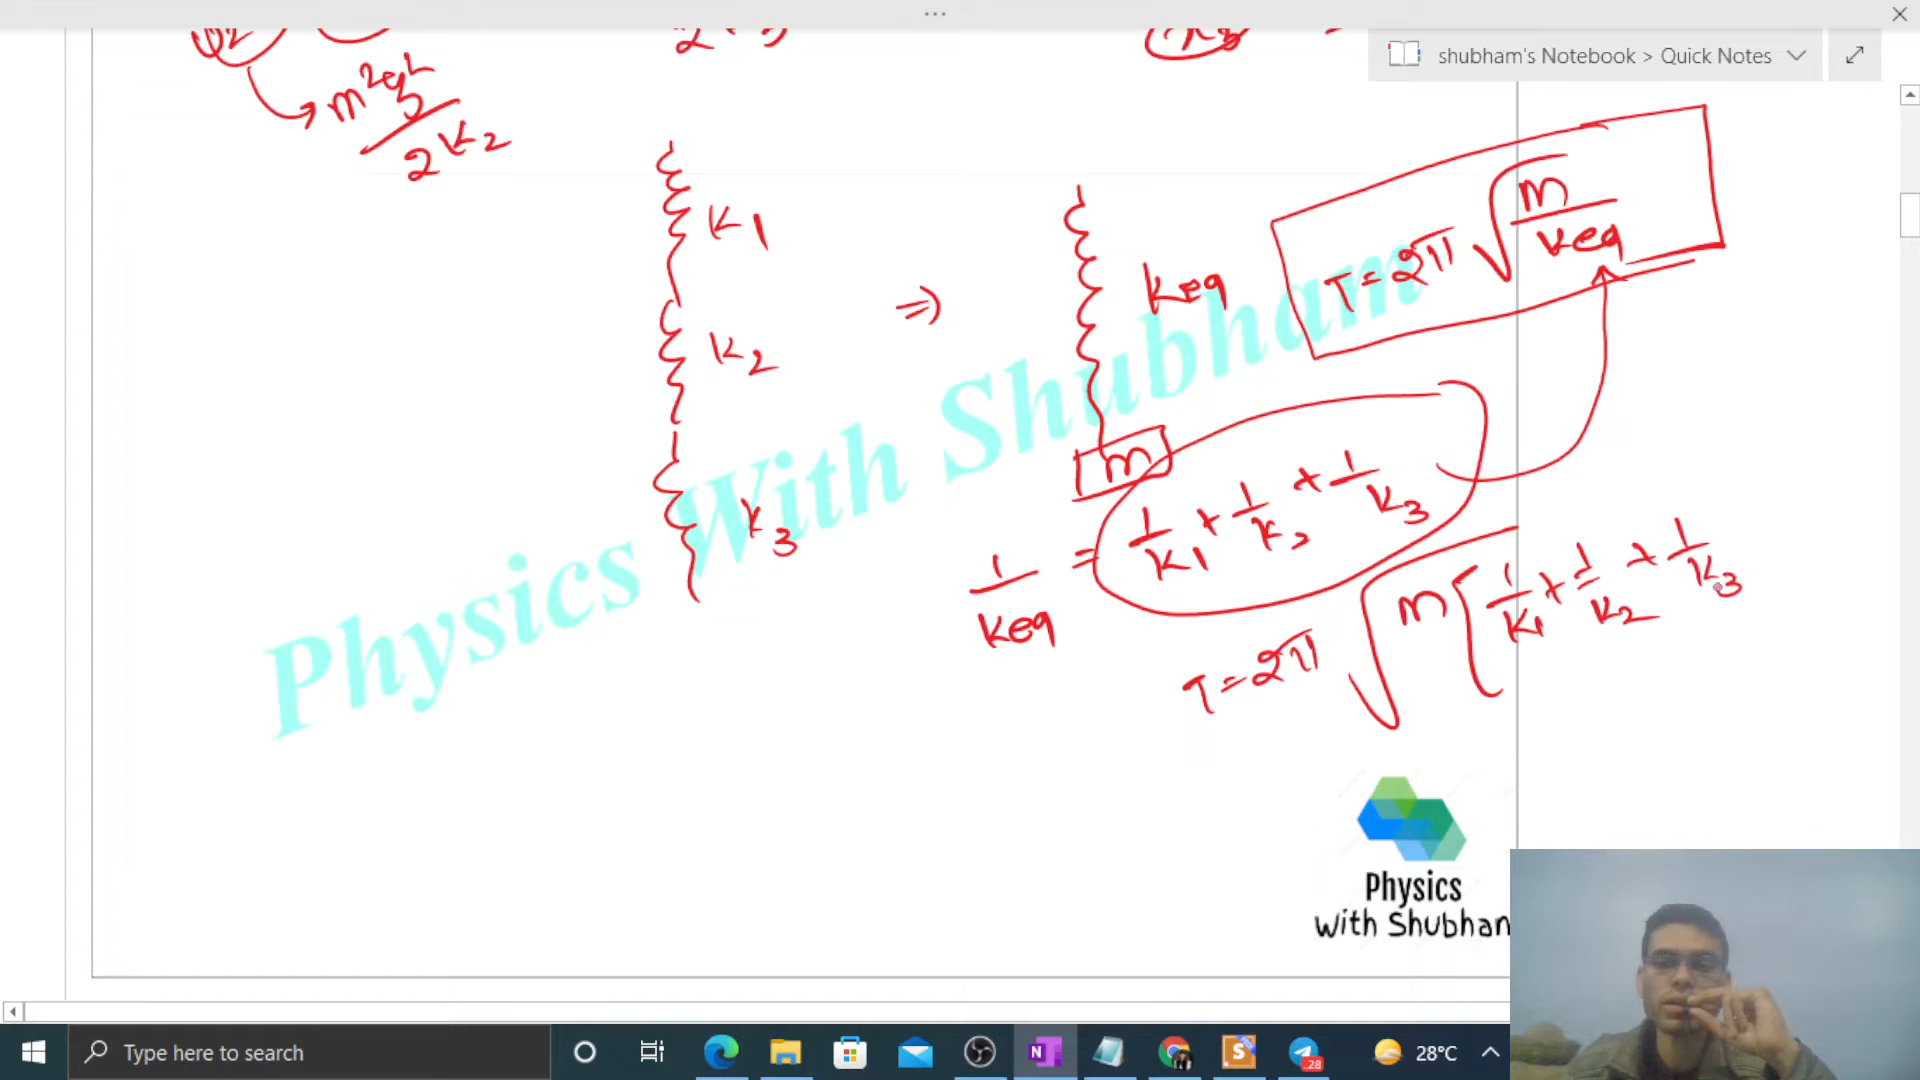 shubham's Notebook > Quick Notes
m²g²
2K2
K1
K2
K3
=>
Keq
m
T=2π√(m/Keq)
1/Keq = 1/K1 + 1/K2 + 1/K3
T=2π√m[1/K1 + 1/K2 + 1/K3
Physics With Shubham
Physics
With Shubham
Type here to search
28
28°C